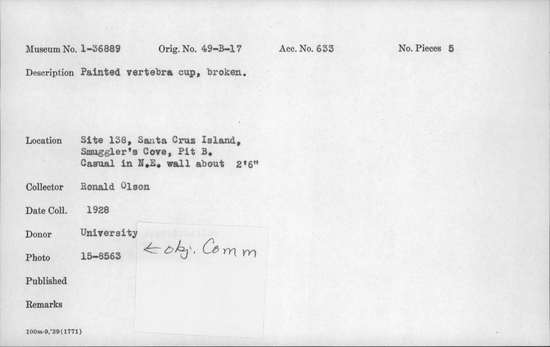 Museum No. 1-36889 Orig. No. 49-B-17 Acc. No. 633 No. Pieces 5
Description Painted vertebra cup, broken.
Location Site 138, Santa Cruz Island,
Smuggler's Cove, Pit B.
Casual in N.E. wall about 2'6"
Collector Ronald Olson
Date Coll. 1928
Donor University
← obj. Comm
Photo 15-8563
Published
Remarks
100m-9,'39(1771)